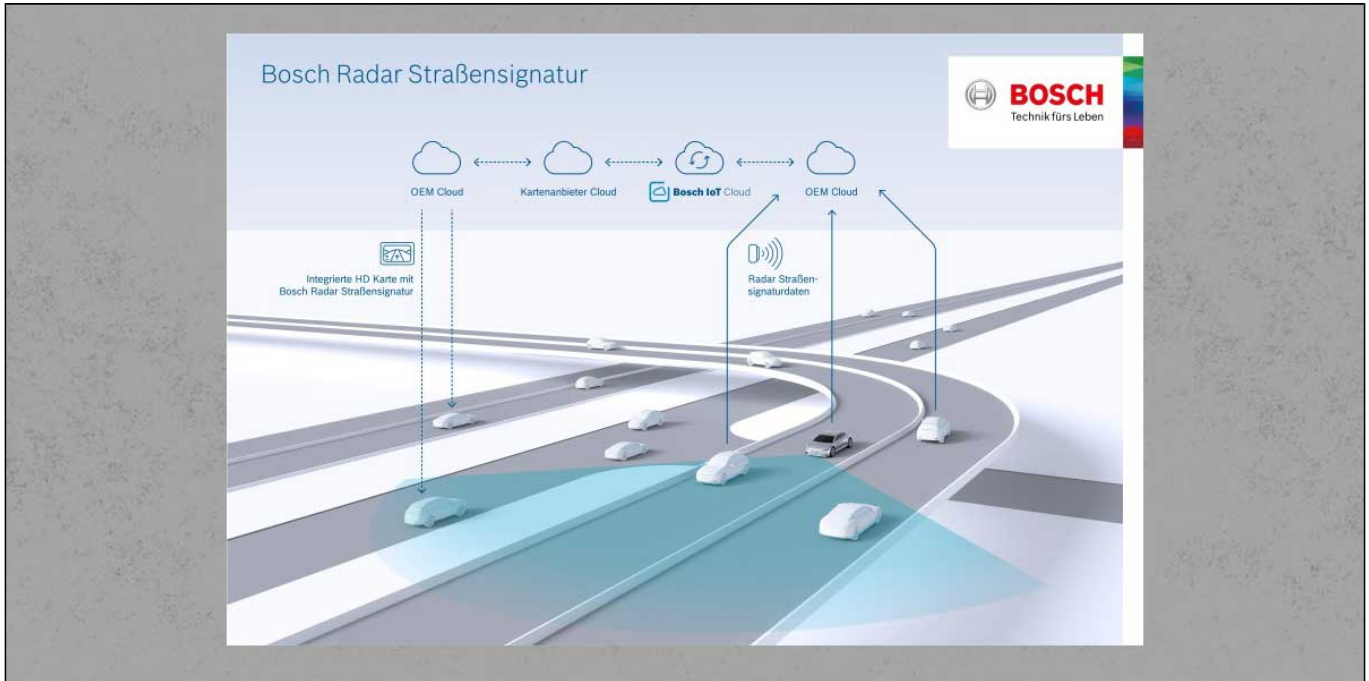 Bosch Radar Straßensignatur
BOSCH
Technik fürs Leben
OEM Cloud
Kartenanbieter Cloud
Bosch IoT Cloud
OEM Cloud
Integrierte HD Karte mit
Bosch Radar Straßensignatur
Radar Straßen-
signaturdaten